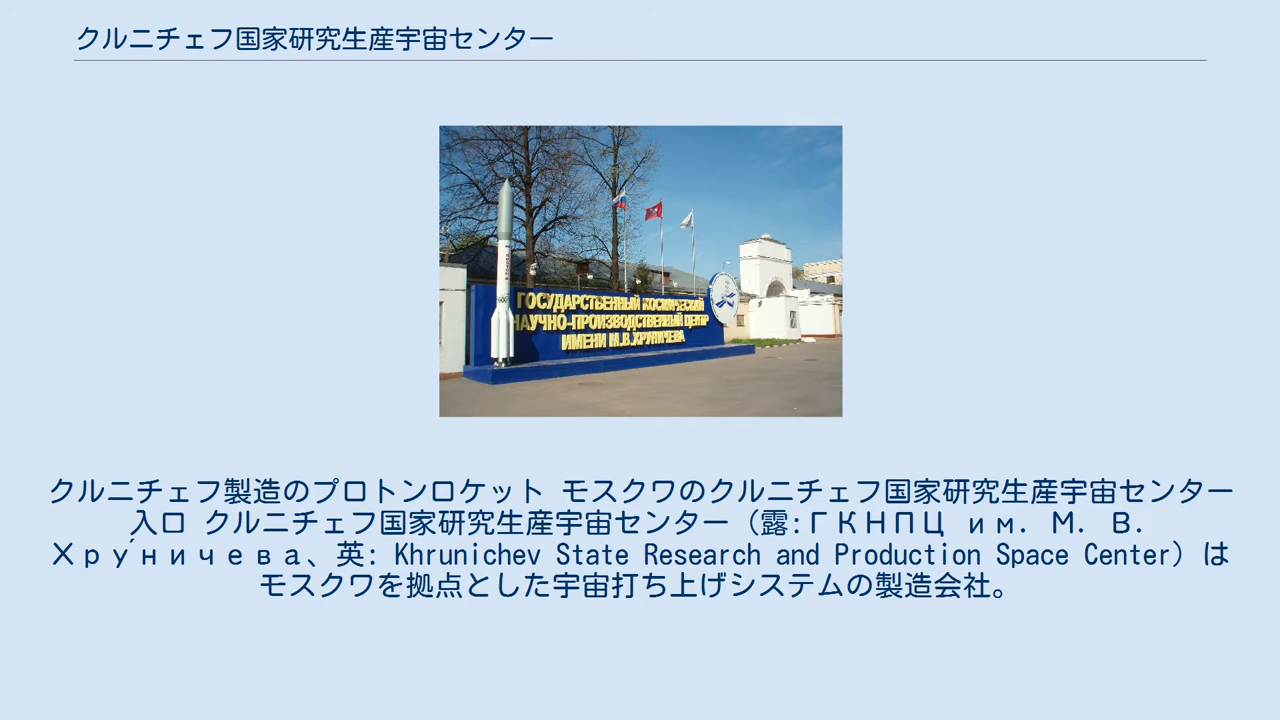 クルニチェフ国家研究生産宇宙センター
ГОСУДАРСТВЕННЫЙ КОСМИЧЕСКИЙ
НАУЧНО-ПРОИЗВОДСТВЕННЫЙ ЦЕНТР
ИМЕНИ М.В.ХРУНИЧЕВА
クルニチェフ製造のプロトンロケット モスクワのクルニチェフ国家研究生産宇宙センター
入口 クルニチェフ国家研究生産宇宙センター（露:ГКНПЦ им. М. В.
Хру́ничева、英: Khrunichev State Research and Production Space Center）は
モスクワを拠点とした宇宙打ち上げシステムの製造会社。